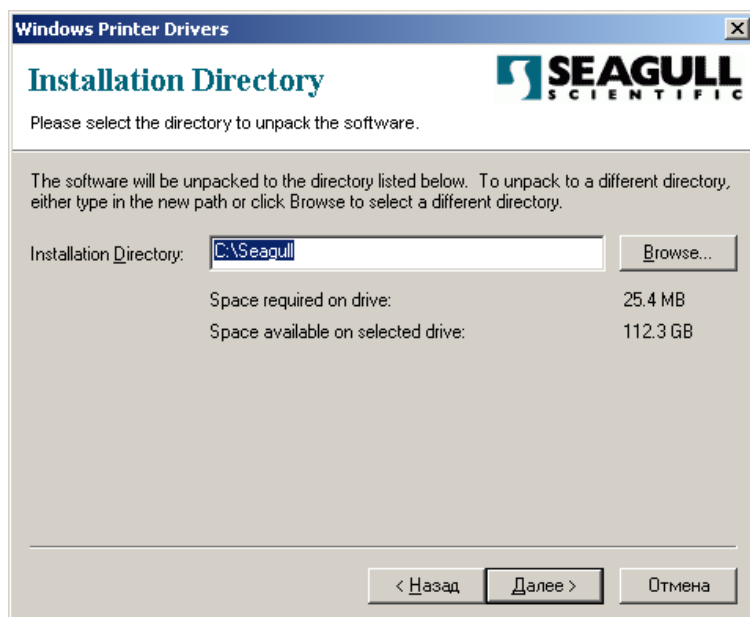 Windows Printer Drivers
Installation Directory
SEAGULL
SCIENTIFIC
Please select the directory to unpack the software.
The software will be unpacked to the directory listed below. To unpack to a different directory,
either type in the new path or click Browse to select a different directory.
Installation Directory: C:\Seagull Browse...
Space required on drive: 25.4 MB
Space available on selected drive: 112.3 GB
< Назад Далее > Отмена